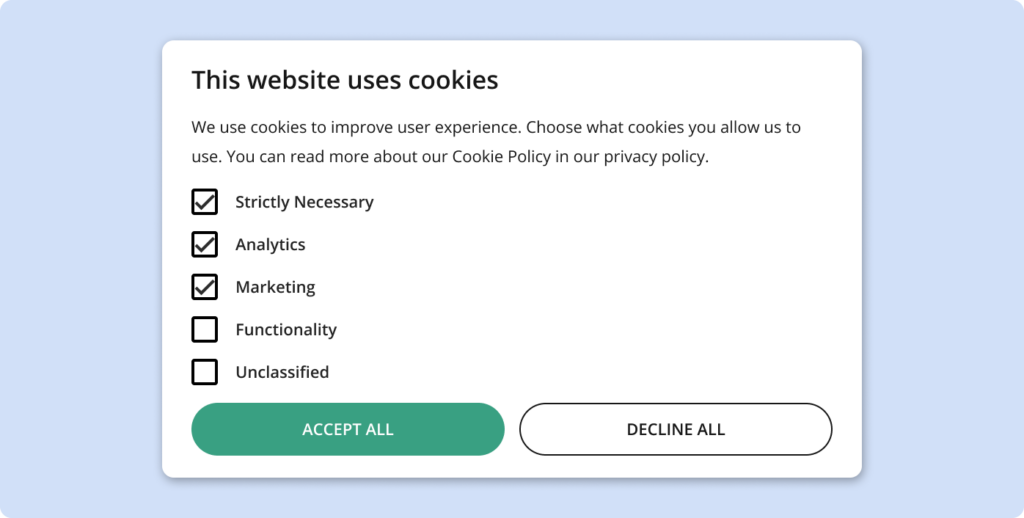 This website uses cookies
We use cookies to improve user experience. Choose what cookies you allow us to
use. You can read more about our Cookie Policy in our privacy policy.
Strictly Necessary
Analytics
Marketing
Functionality
Unclassified
ACCEPT ALL
DECLINE ALL